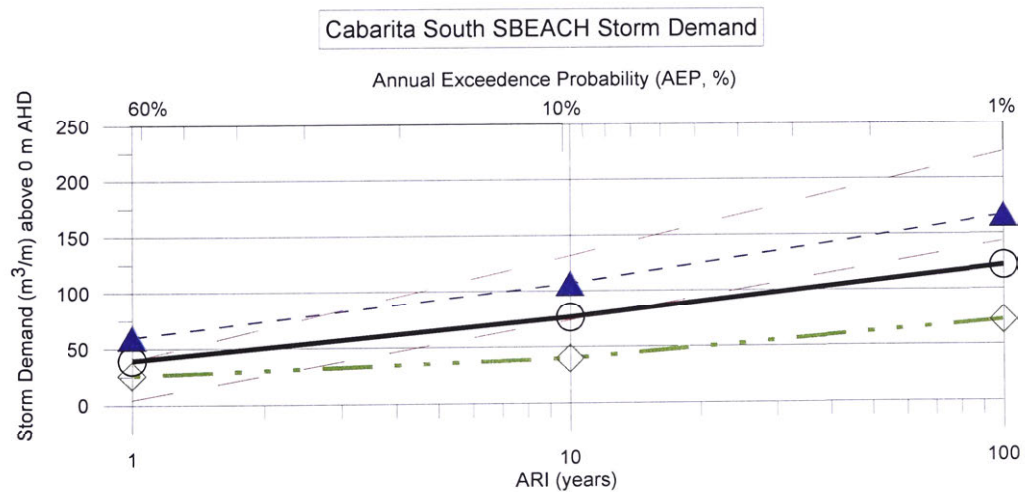 Cabarita South SBEACH Storm Demand
Annual Exceedence Probability (AEP, %)
60% 10% 1%
250
200
150
100
50
0
Storm Demand (m³/m) above 0 m AHD
1 10 100
ARI (years)